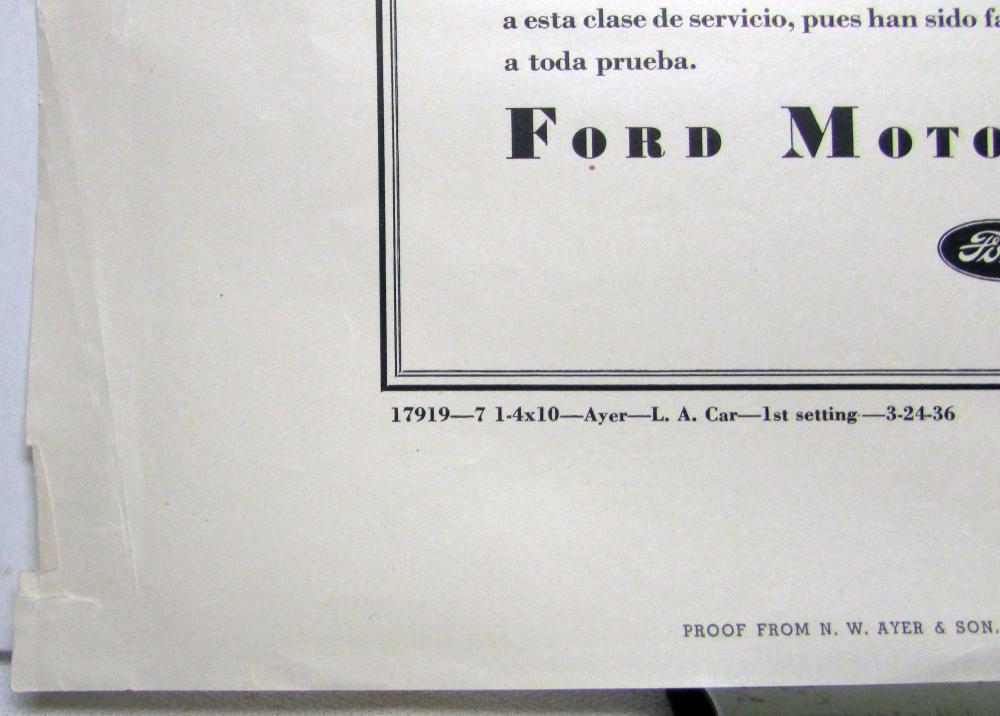 a esta clase de servicio, pues han sido fa
a toda prueba.
FORD MOTO
Ford
17919—7 1-4x10—Ayer—L. A. Car—1st setting—3-24-36
PROOF FROM N. W. AYER & SON,